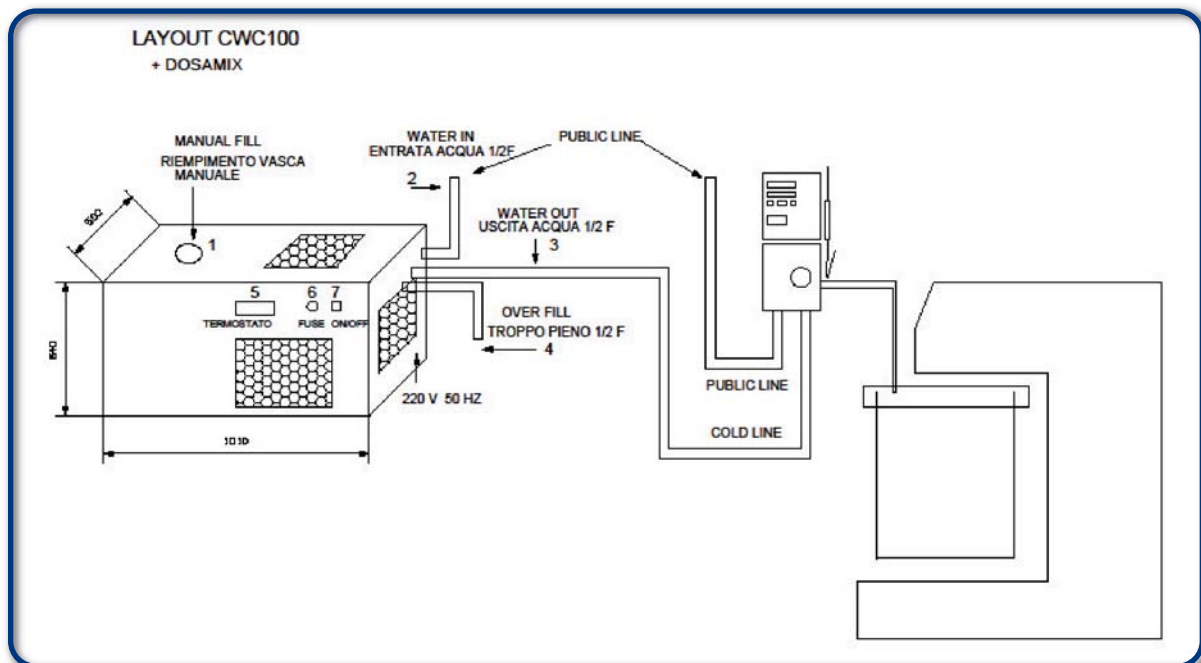 LAYOUT CWC100
+ DOSAMIX
MANUAL FILL
RIEMPIMENTO VASCA
MANUALE
WATER IN
ENTRATA ACQUA 1/2F
2
PUBLIC LINE
WATER OUT
USCITA ACQUA 1/2 F
3
1
5
6
7
TERMOSTATO
FUSE
ON/OFF
OVER FILL
TROPPO PIENO 1/2 F
4
220 V 50 HZ
PUBLIC LINE
COLD LINE